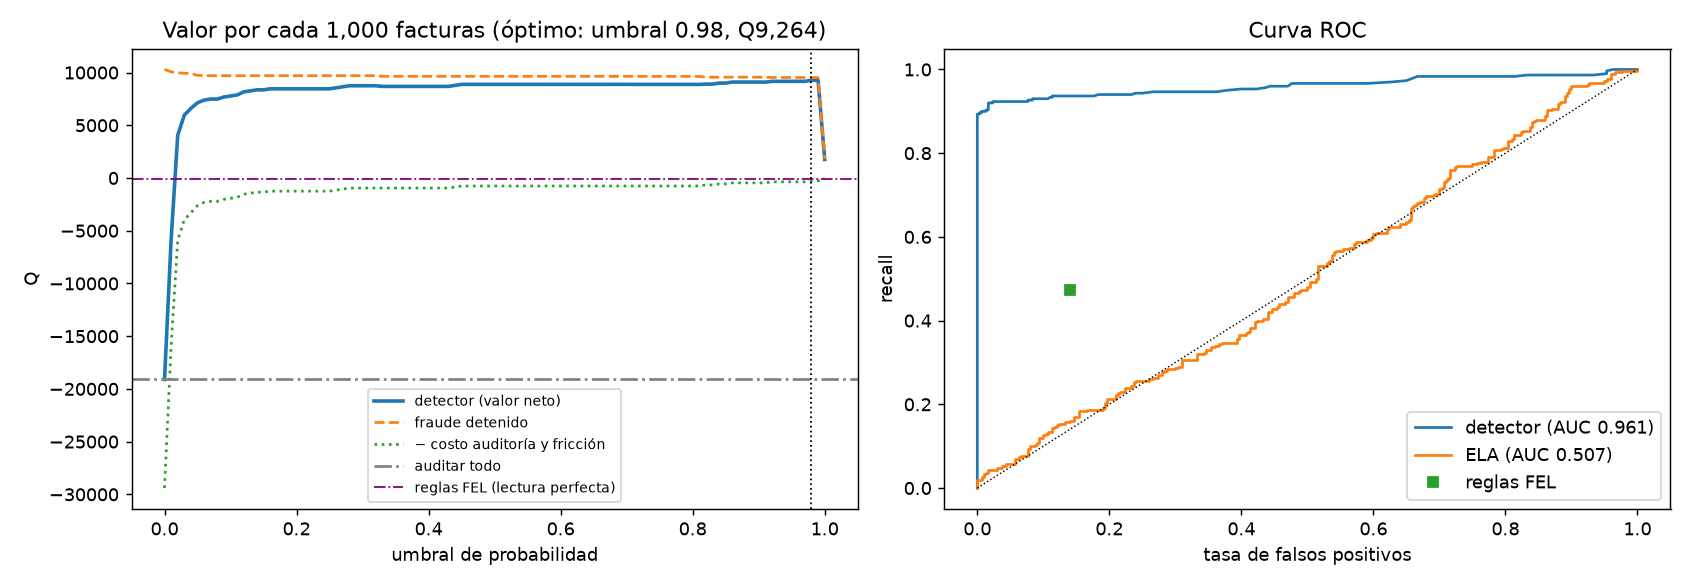 Valor por cada 1,000 facturas (óptimo: umbral 0.98, Q9,264)
10000
5000
0
−5000
−10000
−15000
−20000
−25000
−30000
Q
0.0 0.2 0.4 0.6 0.8 1.0
umbral de probabilidad
detector (valor neto)
fraude detenido
− costo auditoría y fricción
auditar todo
reglas FEL (lectura perfecta)
Curva ROC
1.0
0.8
0.6
0.4
0.2
0.0
recall
0.0 0.2 0.4 0.6 0.8 1.0
tasa de falsos positivos
detector (AUC 0.961)
ELA (AUC 0.507)
reglas FEL